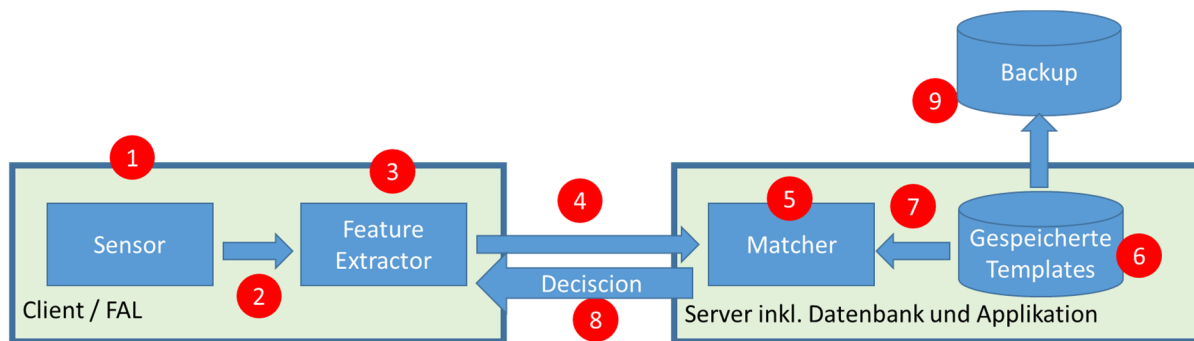 Backup
9
1
3
4
5
7
Sensor
Feature
Extractor
Matcher
Gespeicherte
Templates
6
2
Deciscion
8
Client / FAL
Server inkl. Datenbank und Applikation